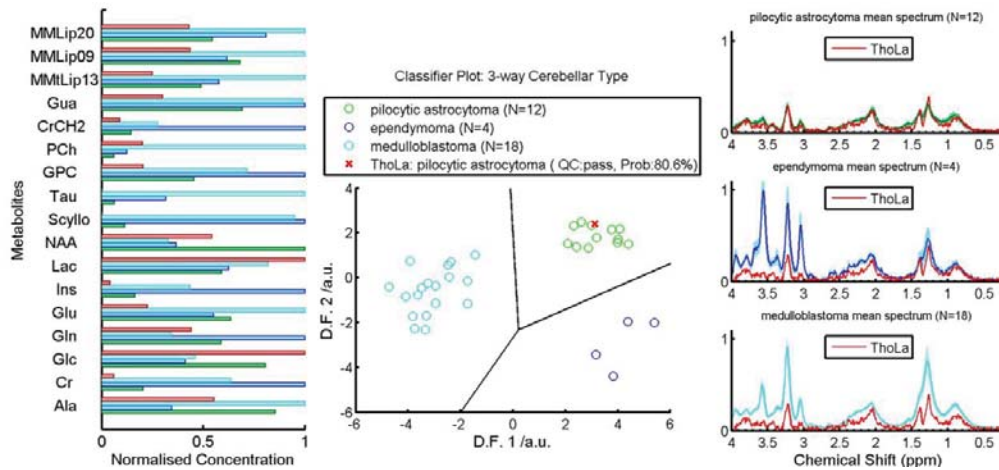 MMLip20
MMLip09
MMtLip13
Gua
CrCH2
PCh
GPC
Tau
Scyllo
NAA
Lac
Ins
Glu
Gln
Glc
Cr
Ala
Metabolites
0 0.5 1
Normalised Concentration
Classifier Plot: 3-way Cerebellar Type
pilocytic astrocytoma (N=12)
ependymoma (N=4)
medulloblastoma (N=18)
ThoLa: pilocytic astrocytoma ( QC:pass, Prob:80.6%)
4
2
0
-2
-4
-6
D.F. 2 /a.u.
-6 -4 -2 0 2 4 6
D.F. 1 /a.u.
pilocytic astrocytoma mean spectrum (N=12)
1
ThoLa
0
4 3.5 3 2.5 2 1.5 1 0.5
ependymoma mean spectrum (N=4)
1
ThoLa
0
4 3.5 3 2.5 2 1.5 1 0.5
medulloblastoma mean spectrum (N=18)
1
ThoLa
0
4 3.5 3 2.5 2 1.5 1 0.5
Chemical Shift (ppm)